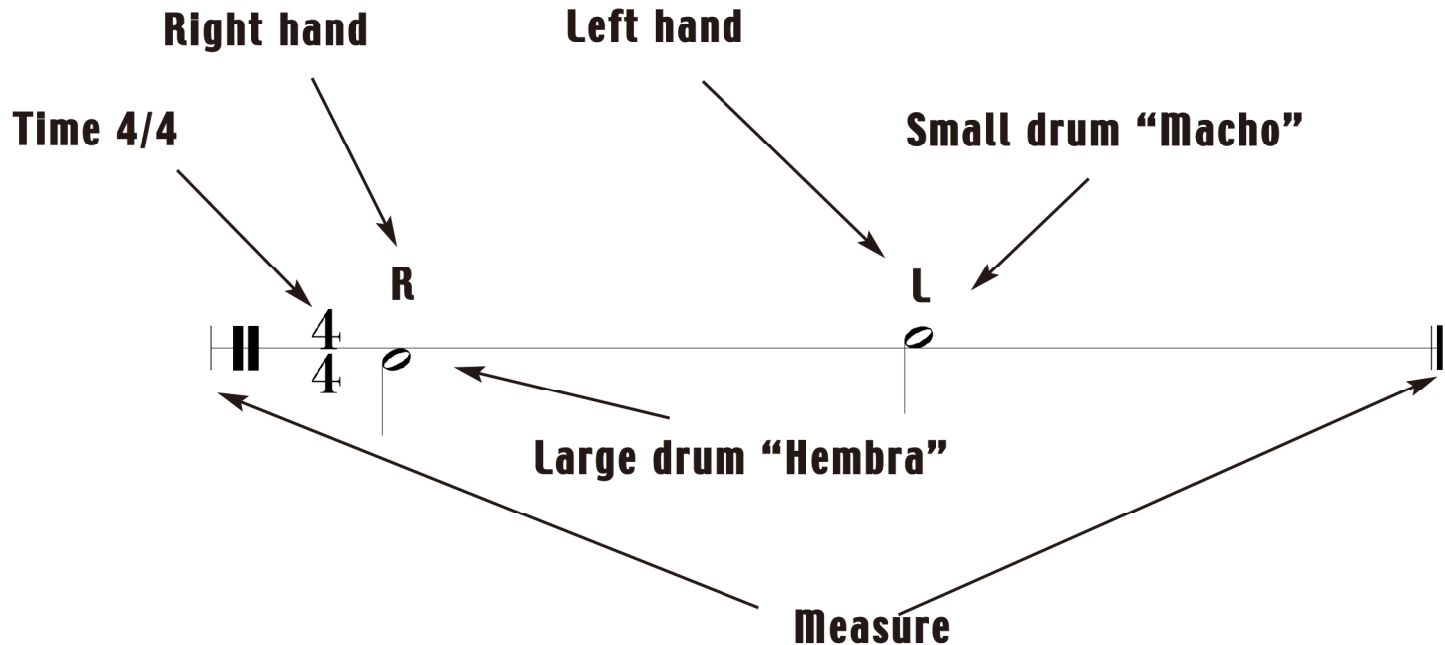 Right hand
Left hand
Time 4/4
Small drum “Macho”
R
L
4
4
Large drum “Hembra”
Measure